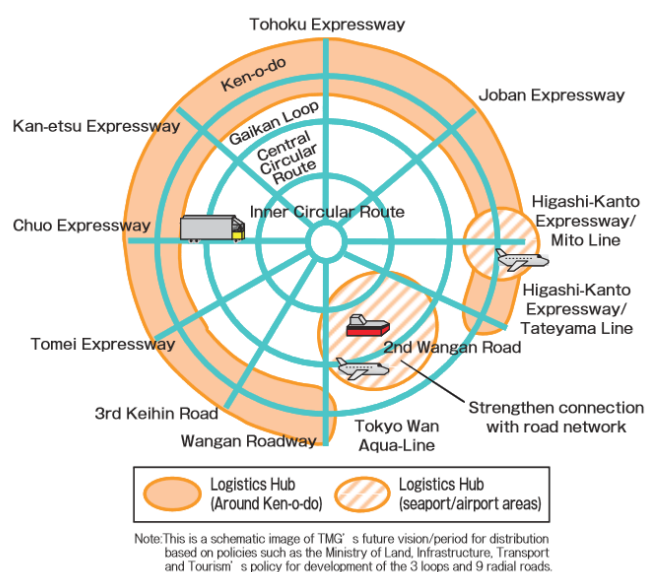 Tohoku Expressway
Ken-o-do
Joban Expressway
Kan-etsu Expressway
Gaikan Loop
Central
Circular
Route
Inner Circular Route
Higashi-Kanto
Expressway/
Mito Line
Chuo Expressway
Higashi-Kanto
Expressway/
Tateyama Line
Tomei Expressway
2nd Wangan Road
3rd Keihin Road
Wangan Roadway
Tokyo Wan
Aqua-Line
Strengthen connection
with road network
Logistics Hub
(Around Ken-o-do)
Logistics Hub
(seaport/airport areas)
Note:This is a schematic image of TMG's future vision/period for distribution
based on policies such as the Ministry of Land, Infrastructure, Transport
and Tourism's policy for development of the 3 loops and 9 radial roads.